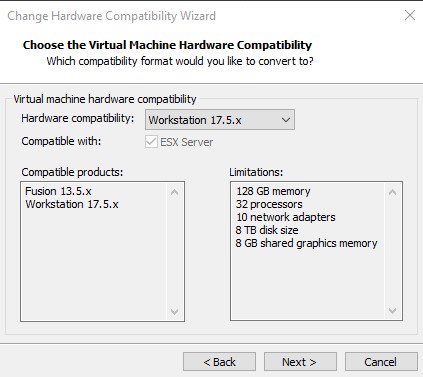 Change Hardware Compatibility Wizard
Choose the Virtual Machine Hardware Compatibility
Which compatibility format would you like to convert to?
Virtual machine hardware compatibility
Hardware compatibility: Workstation 17.5.x
Compatible with: ESX Server
Compatible products:
Fusion 13.5.x
Workstation 17.5.x
Limitations:
128 GB memory
32 processors
10 network adapters
8 TB disk size
8 GB shared graphics memory
< Back Next > Cancel